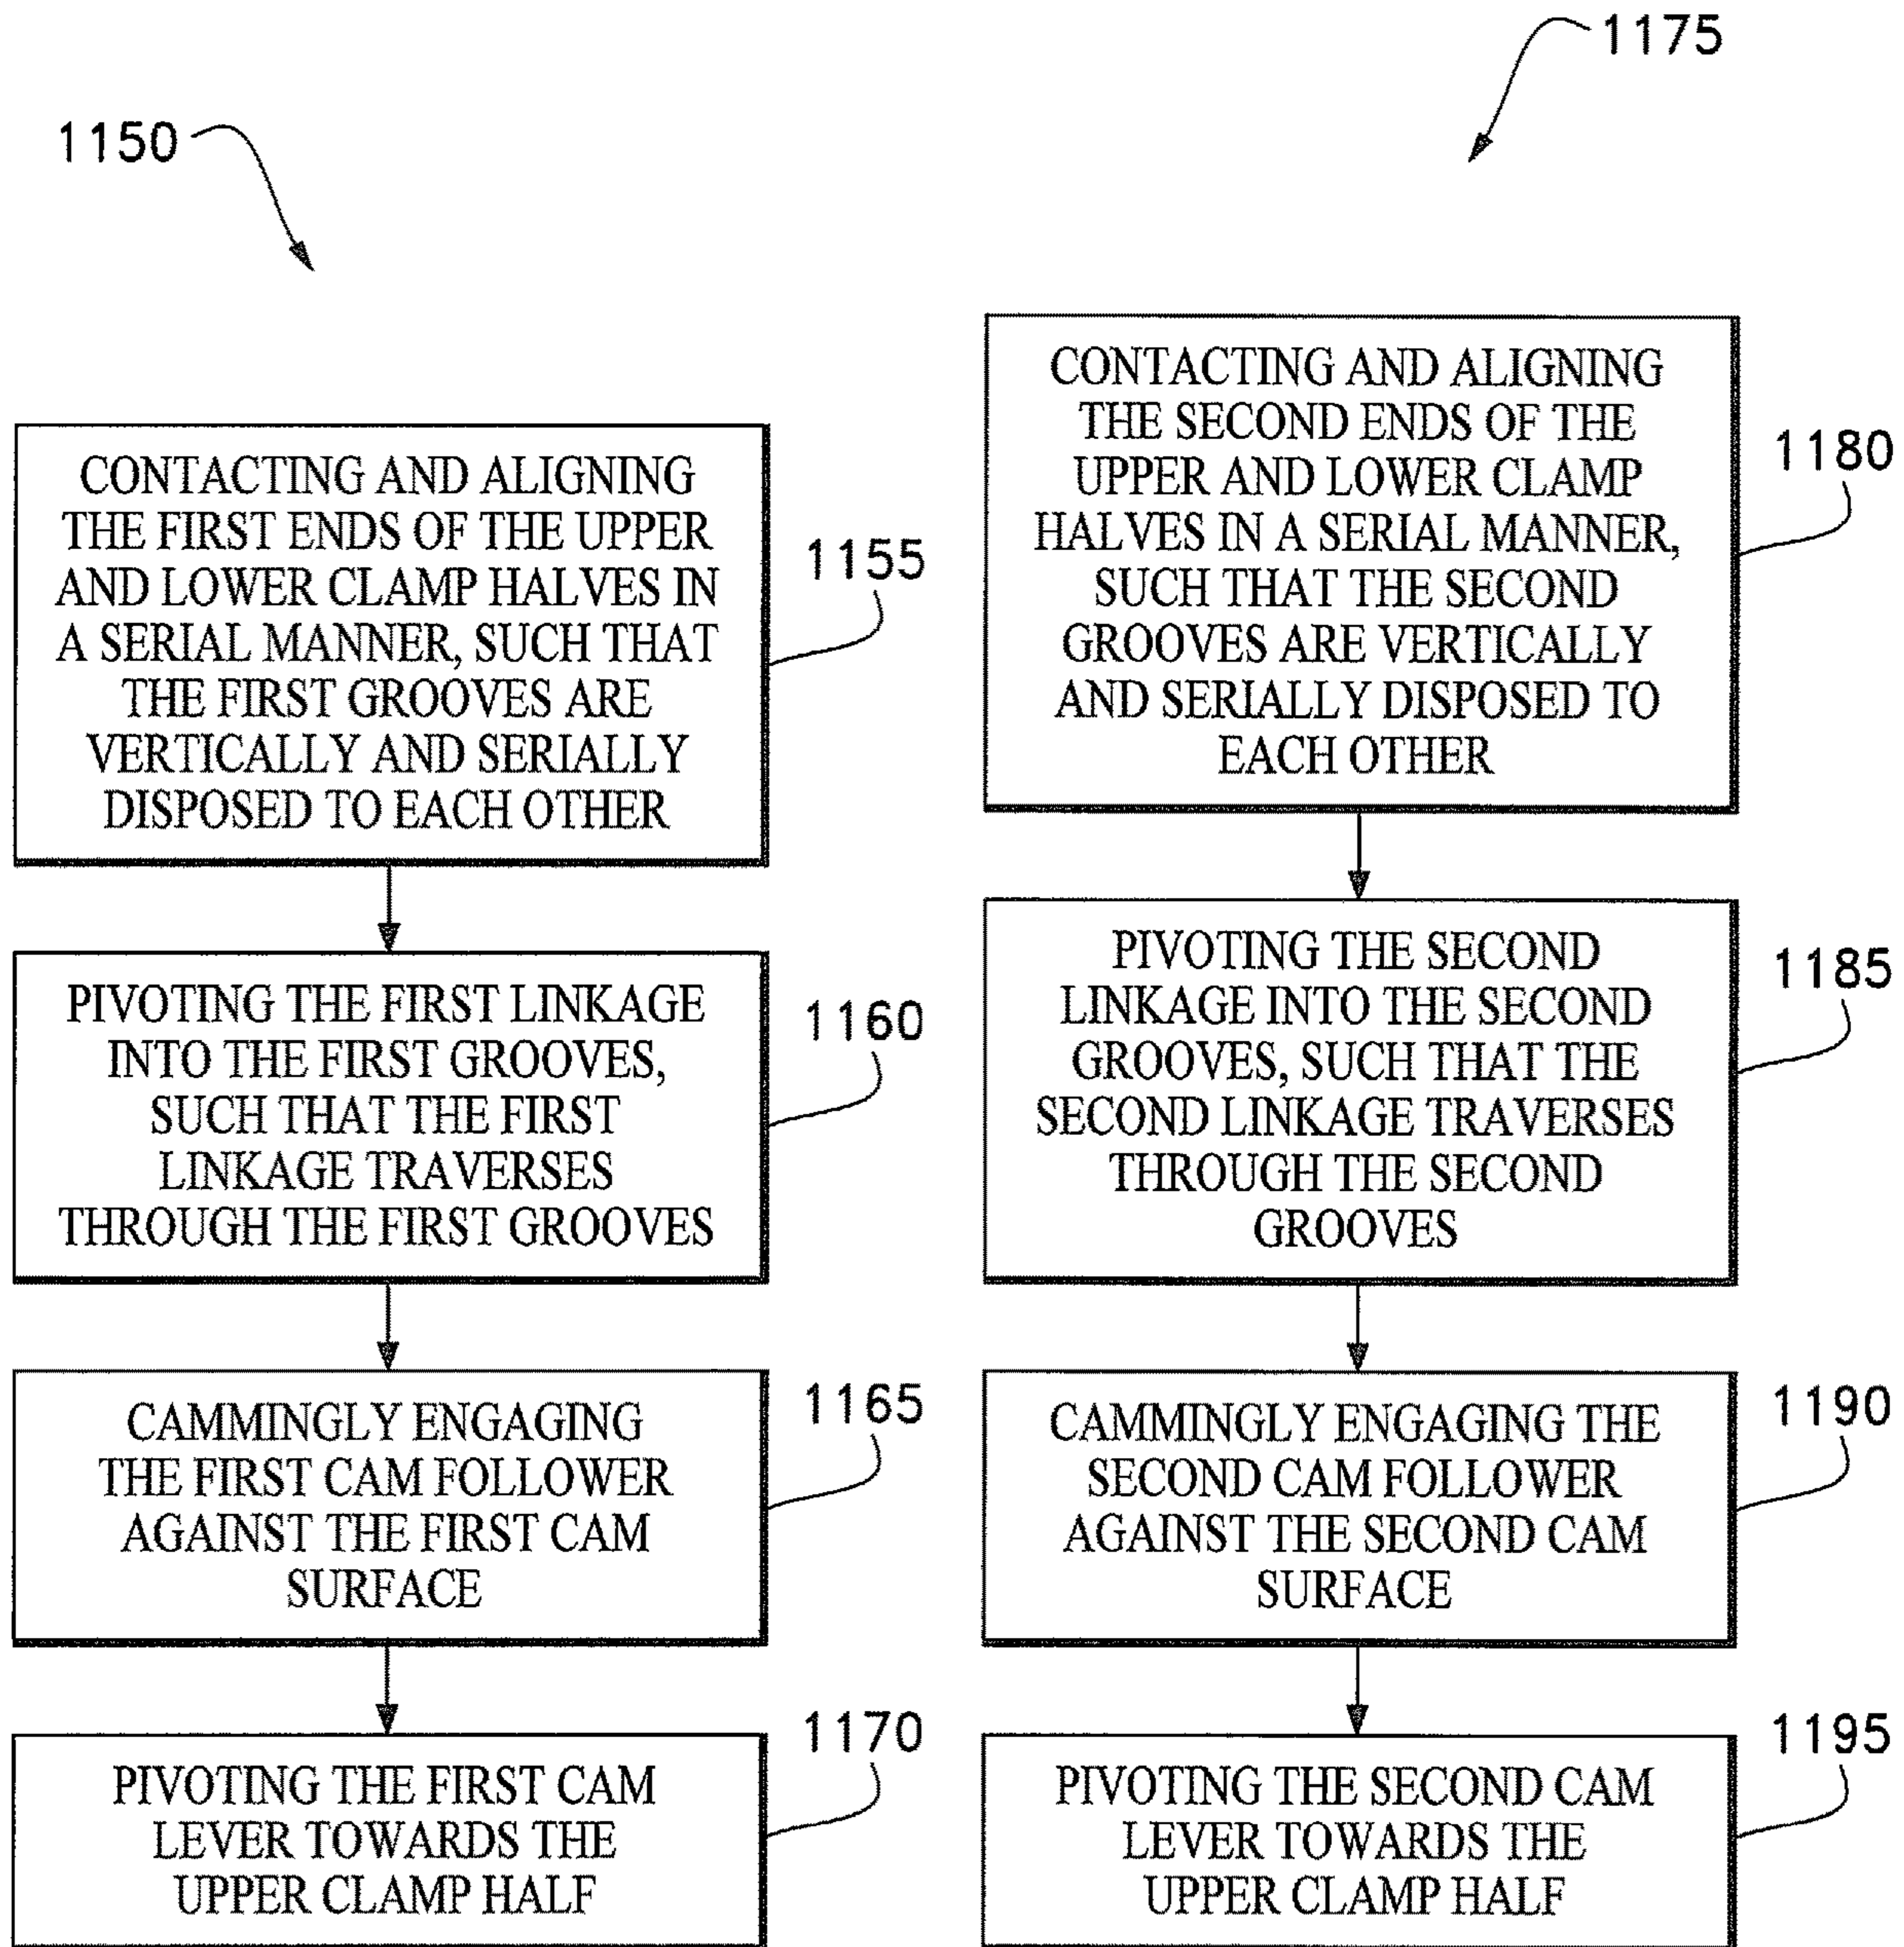 1150
CONTACTING AND ALIGNING
THE FIRST ENDS OF THE UPPER
AND LOWER CLAMP HALVES IN
A SERIAL MANNER, SUCH THAT
THE FIRST GROOVES ARE
VERTICALLY AND SERIALLY
DISPOSED TO EACH OTHER
1155
PIVOTING THE FIRST LINKAGE
INTO THE FIRST GROOVES,
SUCH THAT THE FIRST
LINKAGE TRAVERSES
THROUGH THE FIRST GROOVES
1160
CAMMINGLY ENGAGING
THE FIRST CAM FOLLOWER
AGAINST THE FIRST CAM
SURFACE
1165
PIVOTING THE FIRST CAM
LEVER TOWARDS THE
UPPER CLAMP HALF
1170
1175
CONTACTING AND ALIGNING
THE SECOND ENDS OF THE
UPPER AND LOWER CLAMP
HALVES IN A SERIAL MANNER,
SUCH THAT THE SECOND
GROOVES ARE VERTICALLY
AND SERIALLY DISPOSED TO
EACH OTHER
1180
PIVOTING THE SECOND
LINKAGE INTO THE SECOND
GROOVES, SUCH THAT THE
SECOND LINKAGE TRAVERSES
THROUGH THE SECOND
GROOVES
1185
CAMMINGLY ENGAGING THE
SECOND CAM FOLLOWER
AGAINST THE SECOND CAM
SURFACE
1190
PIVOTING THE SECOND CAM
LEVER TOWARDS THE
UPPER CLAMP HALF
1195